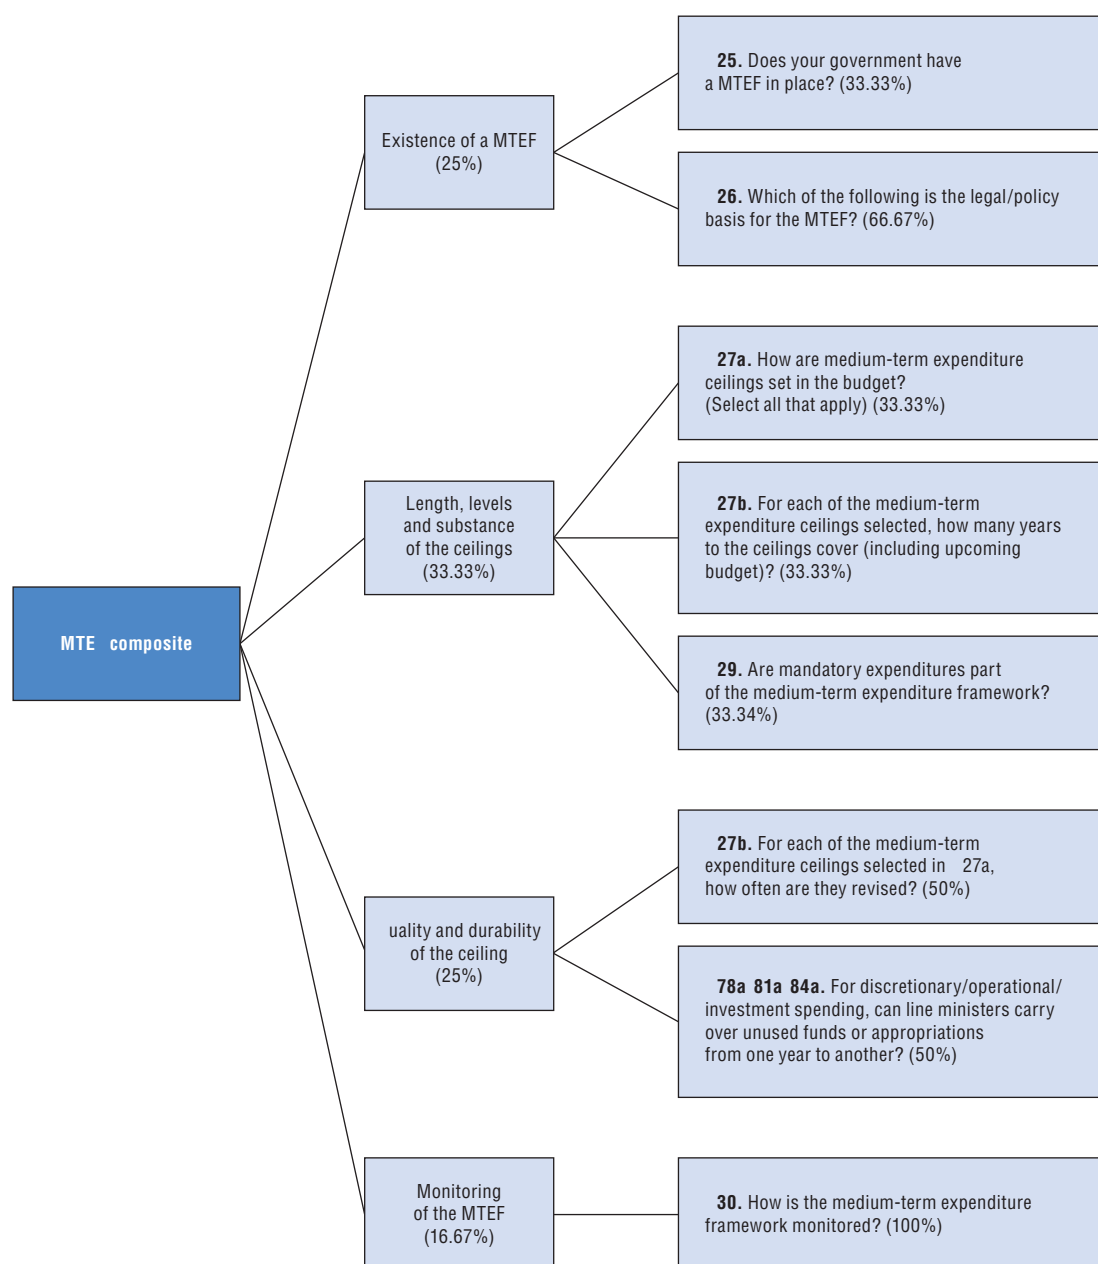 25. Does your government have
a MTEF in place? (33.33%)
Existence of a MTEF
(25%)
26. Which of the following is the legal/policy
basis for the MTEF? (66.67%)
27a. How are medium-term expenditure
ceilings set in the budget?
(Select all that apply) (33.33%)
Length, levels
and substance
of the ceilings
(33.33%)
27b. For each of the medium-term
expenditure ceilings selected, how many years
to the ceilings cover (including upcoming
budget)? (33.33%)
29. Are mandatory expenditures part
of the medium-term expenditure framework?
(33.34%)
MTE composite
27b. For each of the medium-term
expenditure ceilings selected in 27a,
how often are they revised? (50%)
uality and durability
of the ceiling
(25%)
78a 81a 84a. For discretionary/operational/
investment spending, can line ministers carry
over unused funds or appropriations
from one year to another? (50%)
Monitoring
of the MTEF
(16.67%)
30. How is the medium-term expenditure
framework monitored? (100%)